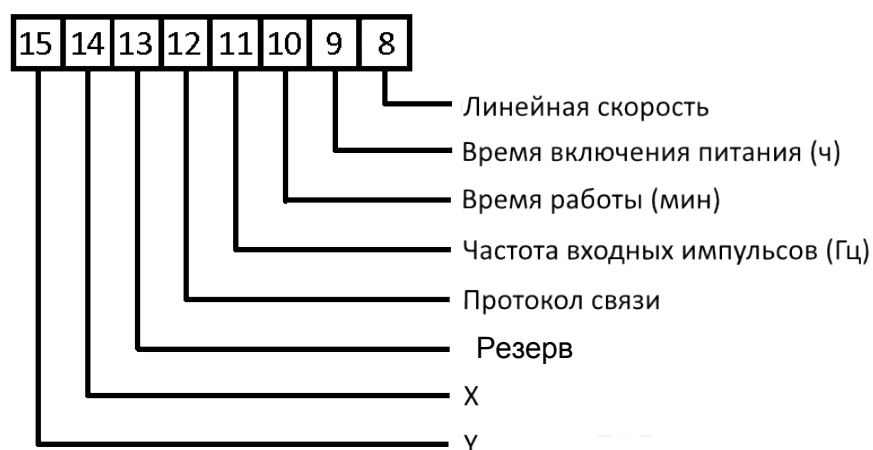 15 14 13 12 11 10 9 8
Линейная скорость
Время включения питания (ч)
Время работы (мин)
Частота входных импульсов (Гц)
Протокол связи
Резерв
X
Y